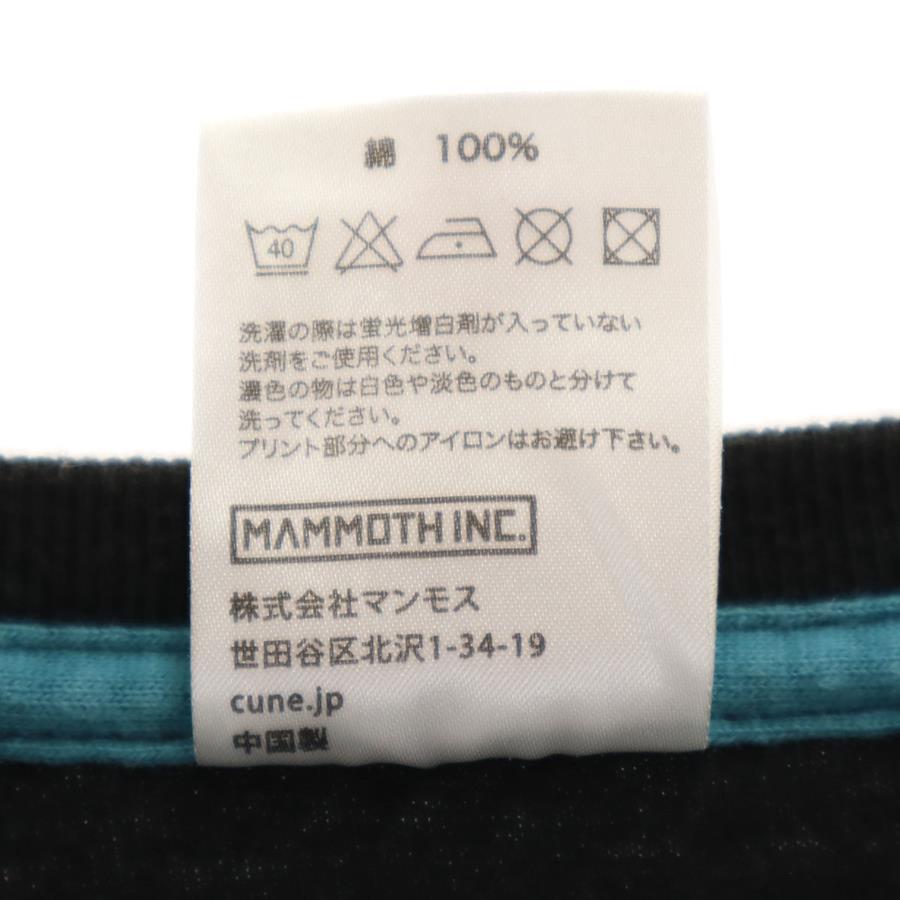 綿 100%
40
洗濯の際は蛍光増白剤が入っていない
洗剤をご使用ください。
濃色の物は白色や淡色のものと分けて
洗ってください。
プリント部分へのアイロンはお避け下さい。
MAMMOTH INC.
株式会社マンモス
世田谷区北沢1-34-19
cune.jp
中国製